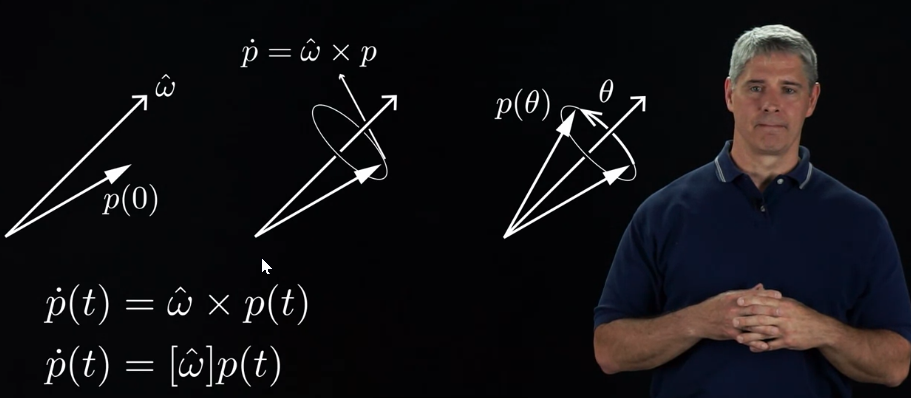 ω̂
p(0)
ṗ = ω̂ × p
p(θ)
θ
ṗ(t) = ω̂ × p(t)
ṗ(t) = [ω̂]p(t)